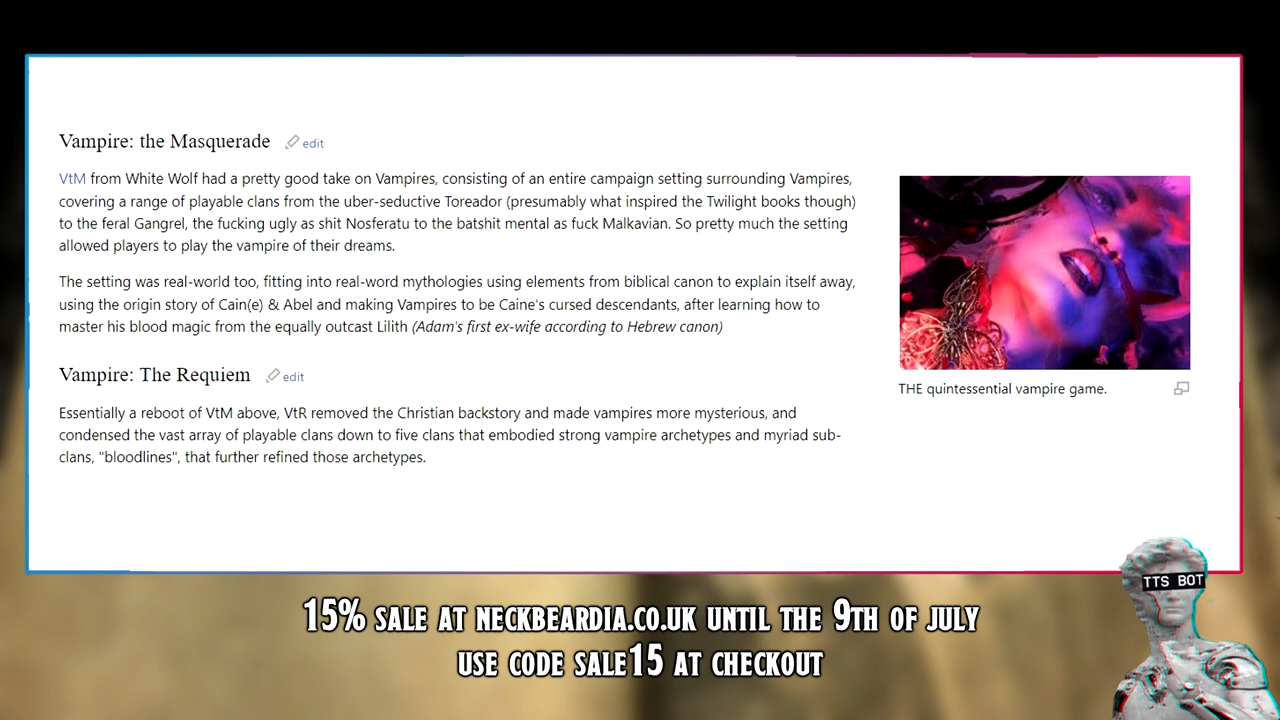 Vampire: the Masquerade edit
VtM from White Wolf had a pretty good take on Vampires, consisting of an entire campaign setting surrounding Vampires,
covering a range of playable clans from the uber-seductive Toreador (presumably what inspired the Twilight books though)
to the feral Gangrel, the fucking ugly as shit Nosferatu to the batshit mental as fuck Malkavian. So pretty much the setting
allowed players to play the vampire of their dreams.
The setting was real-world too, fitting into real-word mythologies using elements from biblical canon to explain itself away,
using the origin story of Cain(e) & Abel and making Vampires to be Caine's cursed descendants, after learning how to
master his blood magic from the equally outcast Lilith (Adam's first ex-wife according to Hebrew canon)
THE quintessential vampire game.
Vampire: The Requiem edit
Essentially a reboot of VtM above, VtR removed the Christian backstory and made vampires more mysterious, and
condensed the vast array of playable clans down to five clans that embodied strong vampire archetypes and myriad sub-
clans, "bloodlines", that further refined those archetypes.
TTS BOT
15% SALE AT NECKBEARDIA.CO.UK UNTIL THE 9TH OF JULY
USE CODE SALE15 AT CHECKOUT